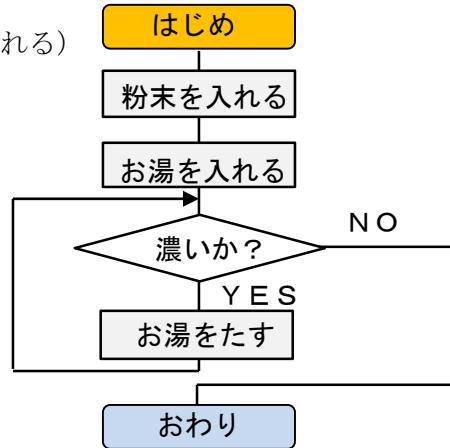 はじめ
れる）
粉末を入れる
お湯を入れる
ＮＯ
濃いか？
ＹＥＳ
お湯をたす
おわり